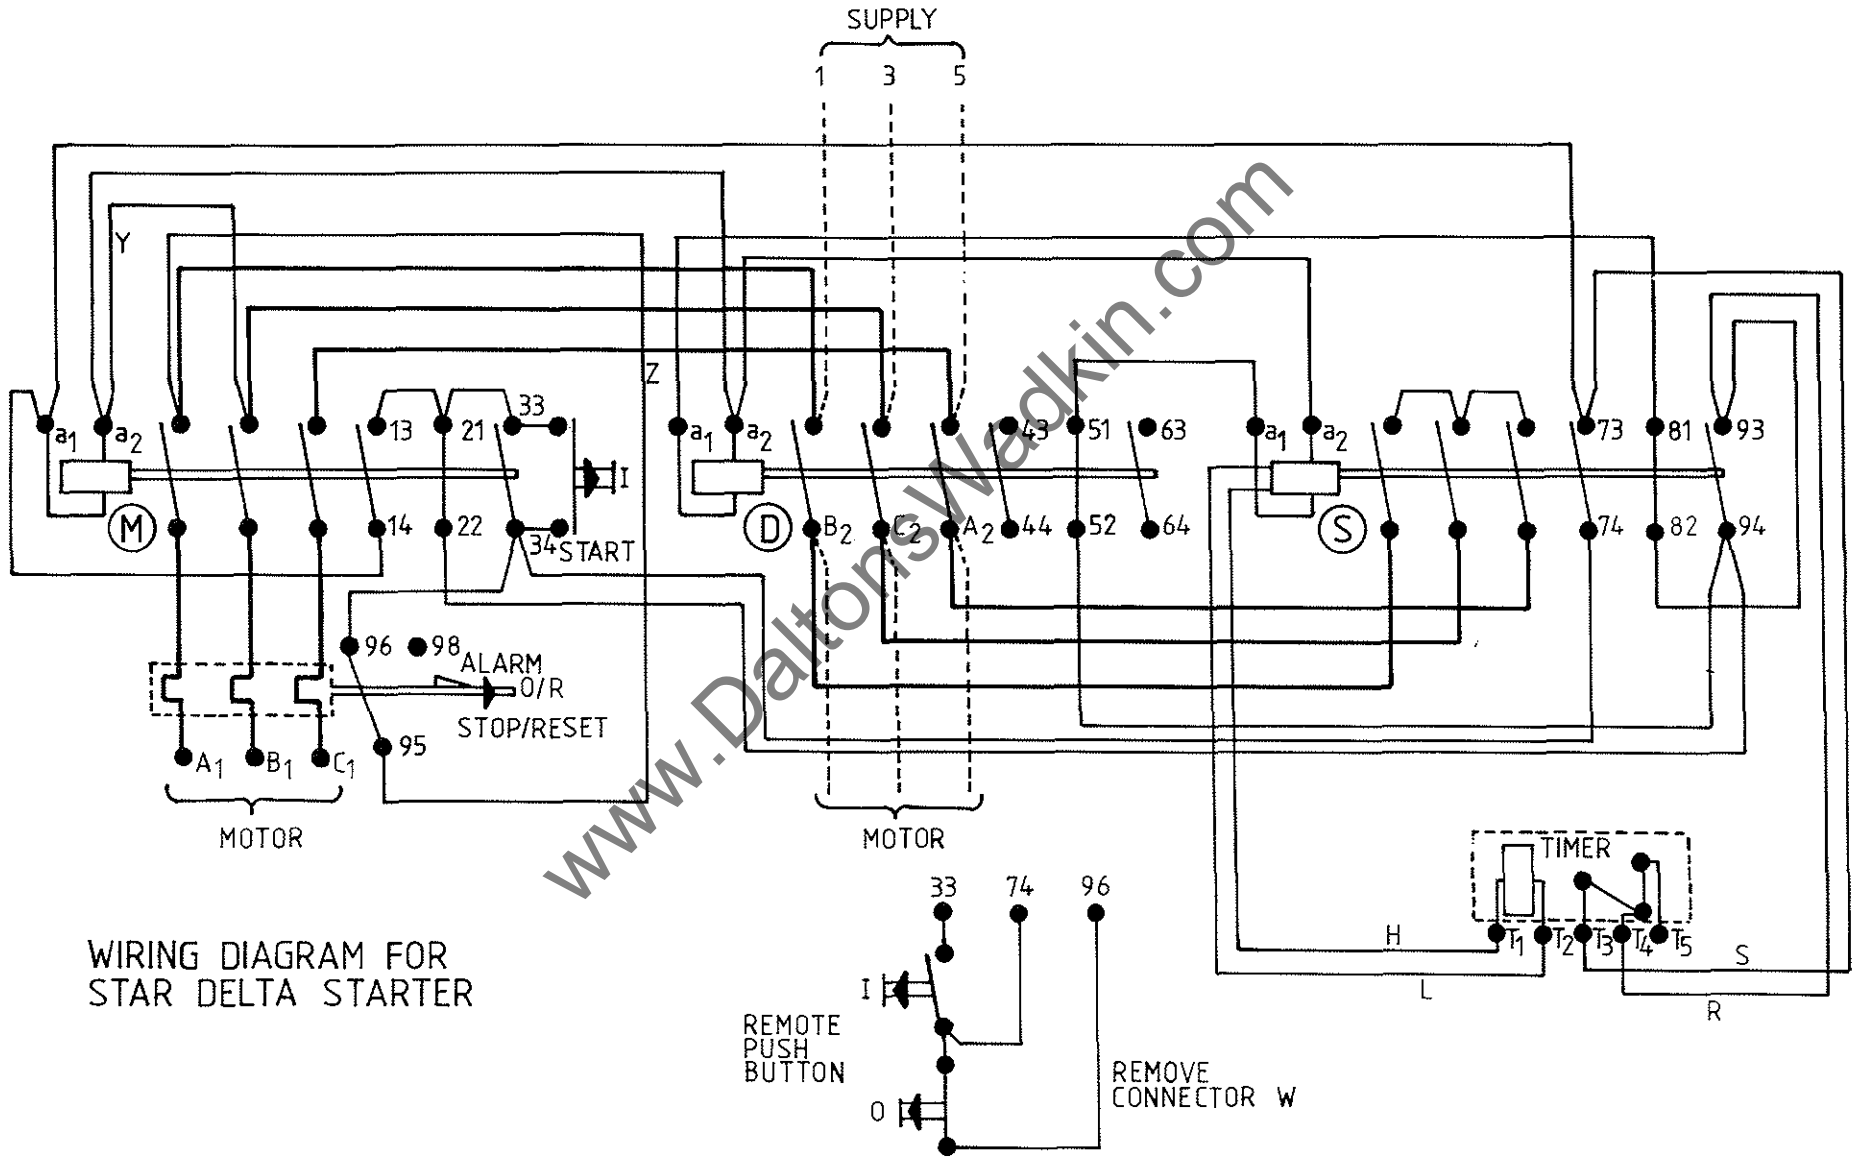 SUPPLY
1 3 5
Y
Z
a1 a2 13 21 33 I
a1 a2 43 51 63
a1 a2 73 81 93
M 14 22 34 START
D B2 C2 A2 44 52 64
S 74 82 94
96 98 ALARM
O/R
STOP/RESET
95
A1 B1 C1
MOTOR
MOTOR
TIMER
T1 T2 T3 T4 T5
H
L
S
R
WIRING DIAGRAM FOR
STAR DELTA STARTER
33 74 96
I
REMOTE
PUSH
BUTTON
O
REMOVE
CONNECTOR W
www.DaltonsWadkin.com